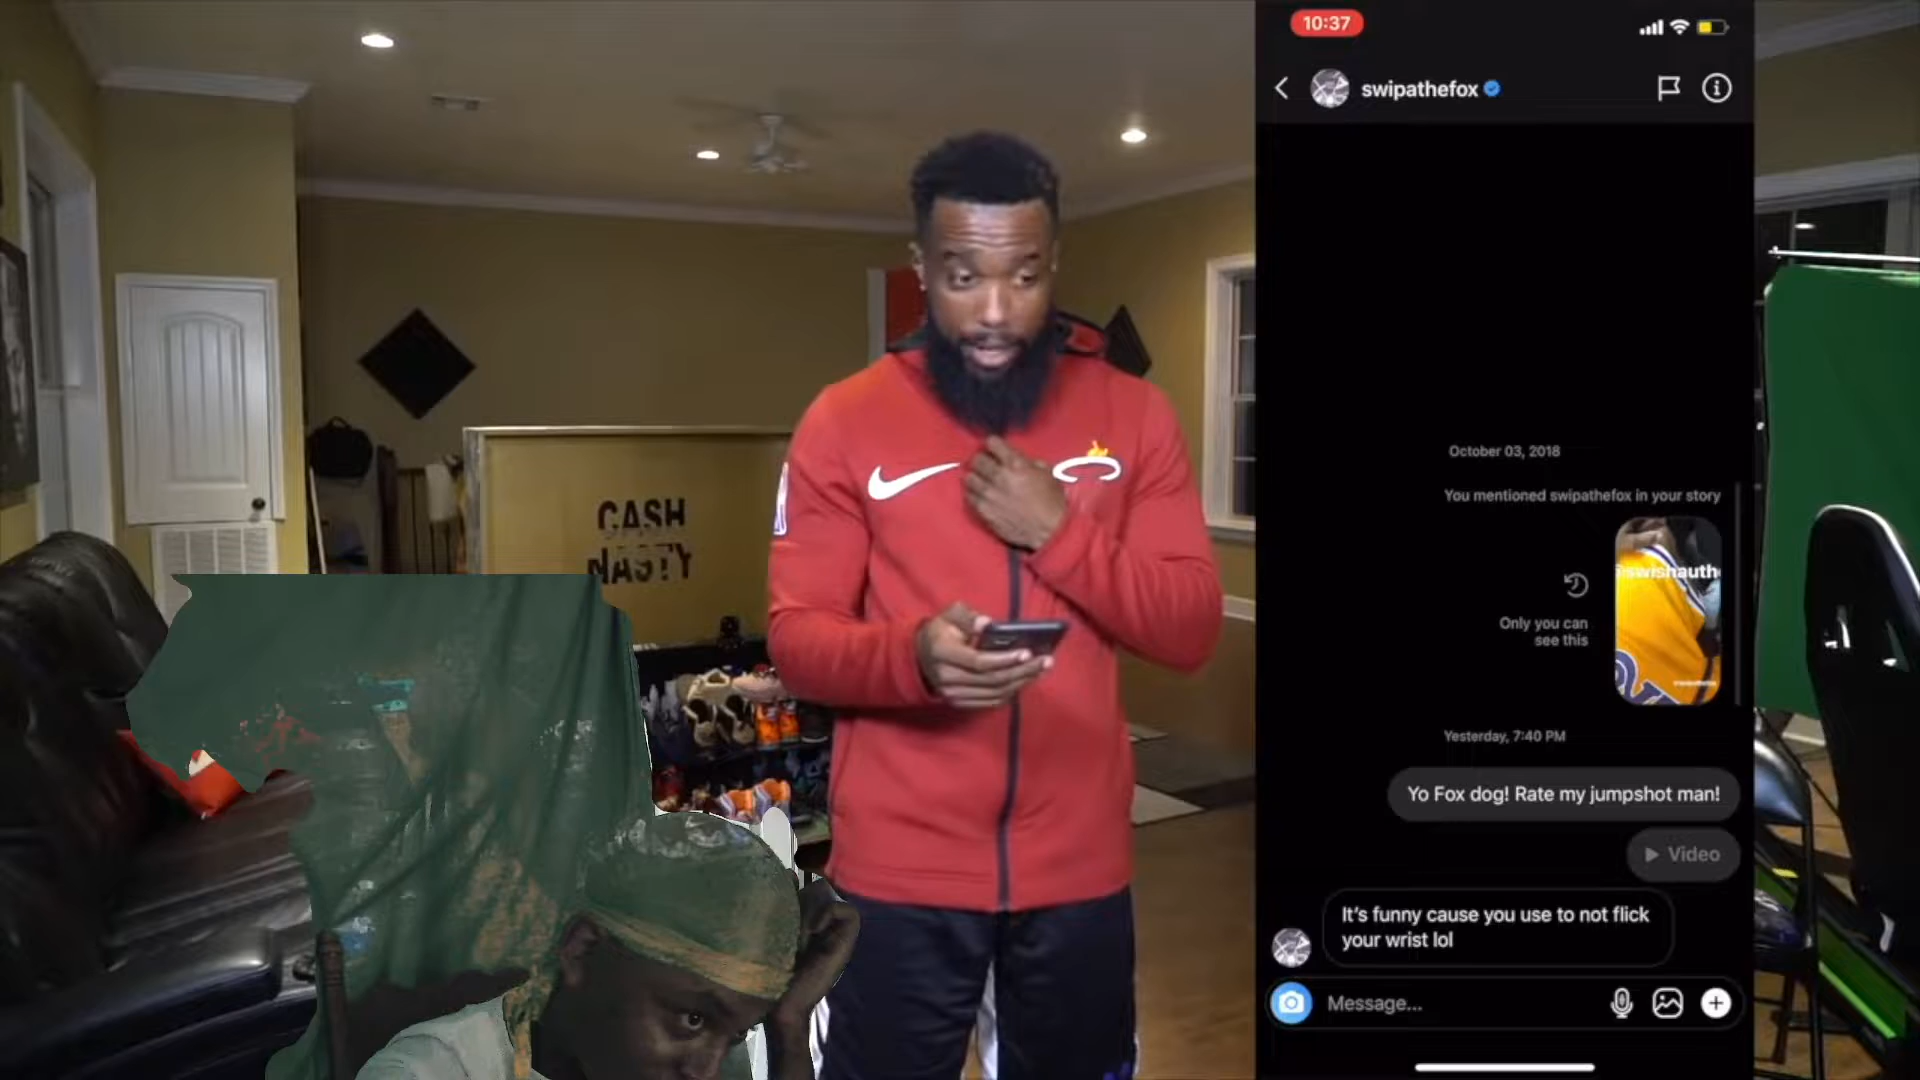 10:37
swipathefox
October 03, 2018
You mentioned swipathefox in your story
swishauth
Only you can
see this
Yesterday, 7:40 PM
Yo Fox dog! Rate my jumpshot man!
Video
It's funny cause you use to not flick
your wrist lol
Message...
CASH
NASTY